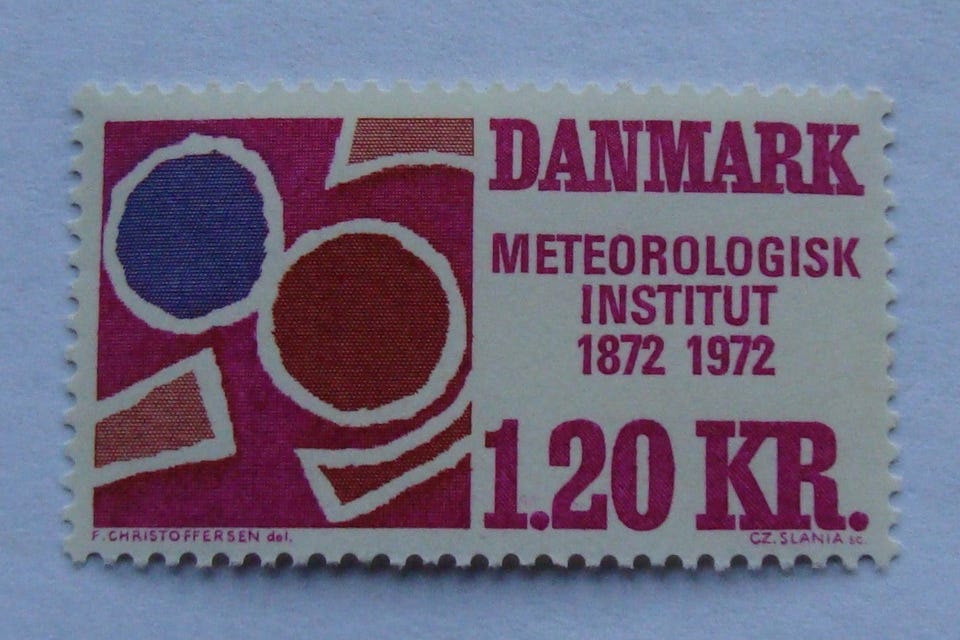 DANMARK
METEOROLOGISK
INSTITUT
1872 1972
1.20 KR.
F. CHRISTOFFERSEN del.
CZ. SLANIA sc.